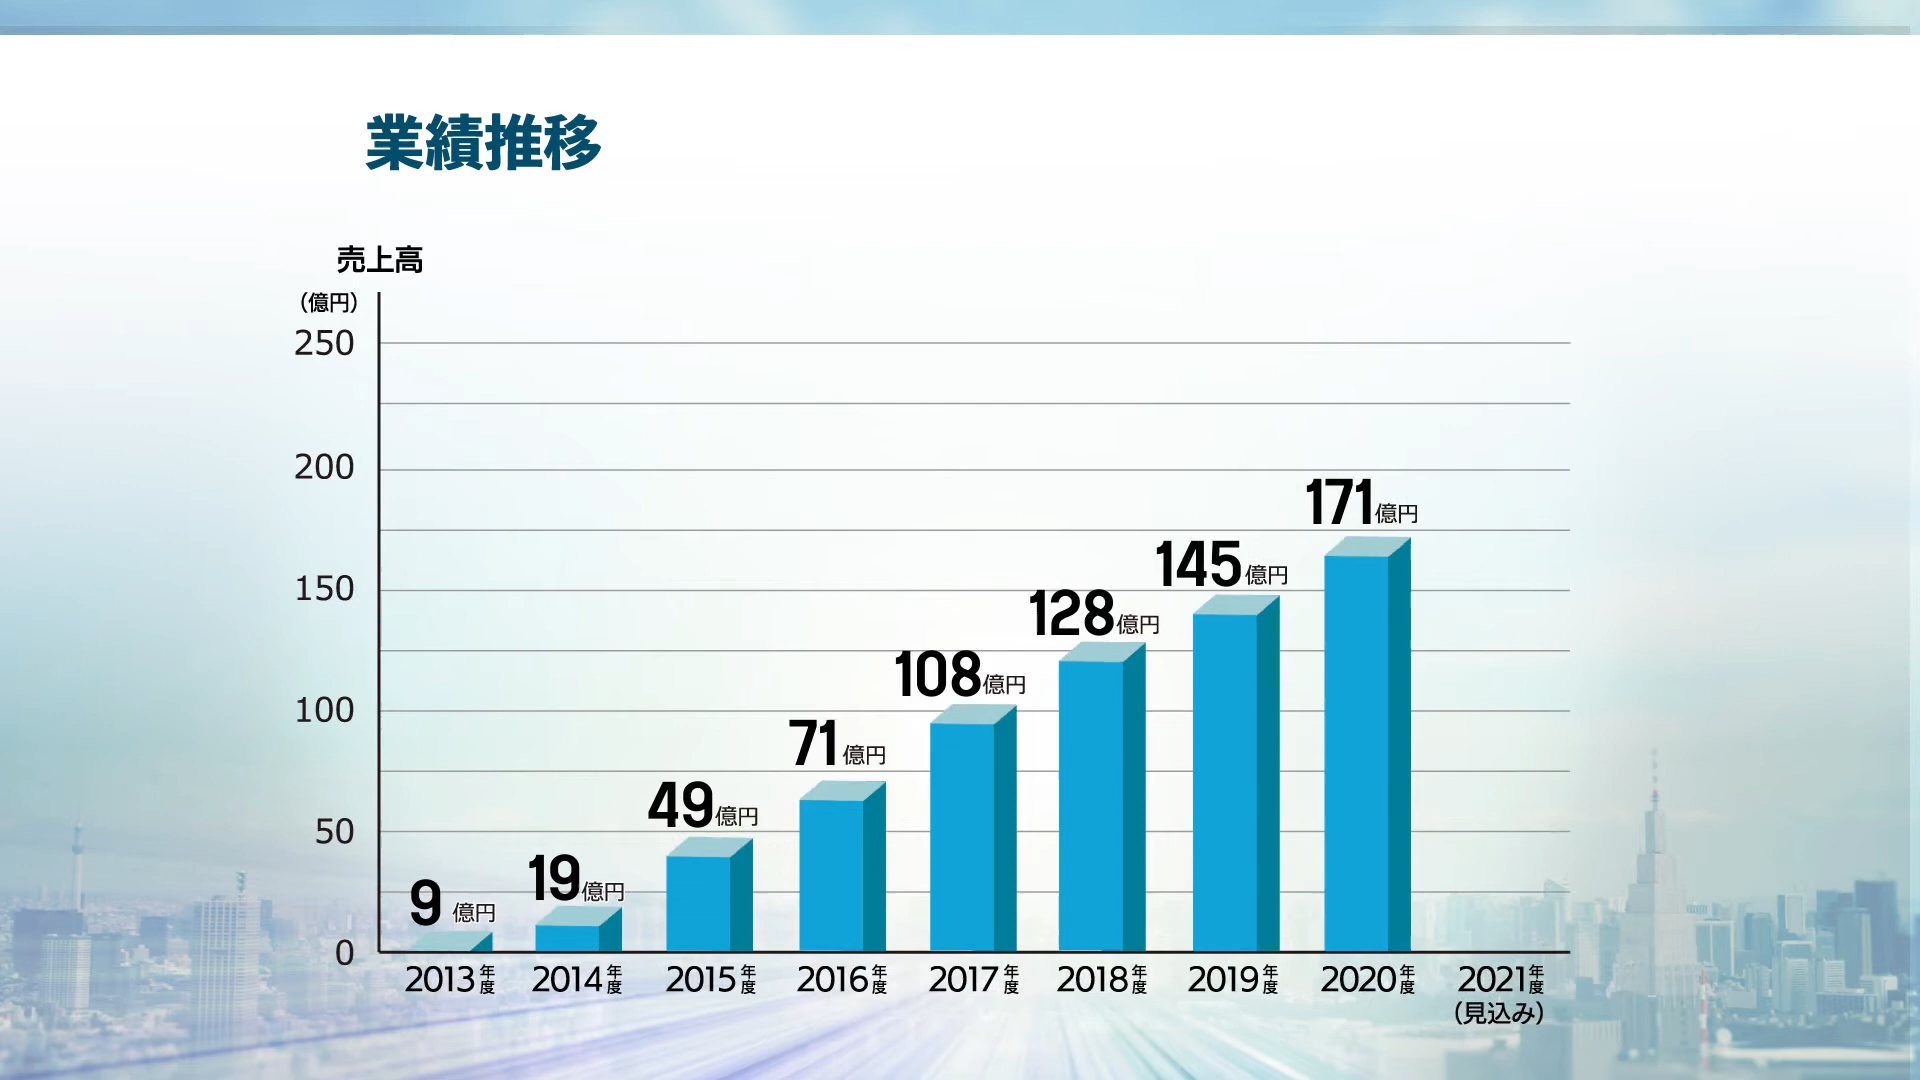 業績推移
売上高
（億円）
250
200
150
100
50
0
9億円
19億円
49億円
71億円
108億円
128億円
145億円
171億円
2013年度
2014年度
2015年度
2016年度
2017年度
2018年度
2019年度
2020年度
2021年度
（見込み）